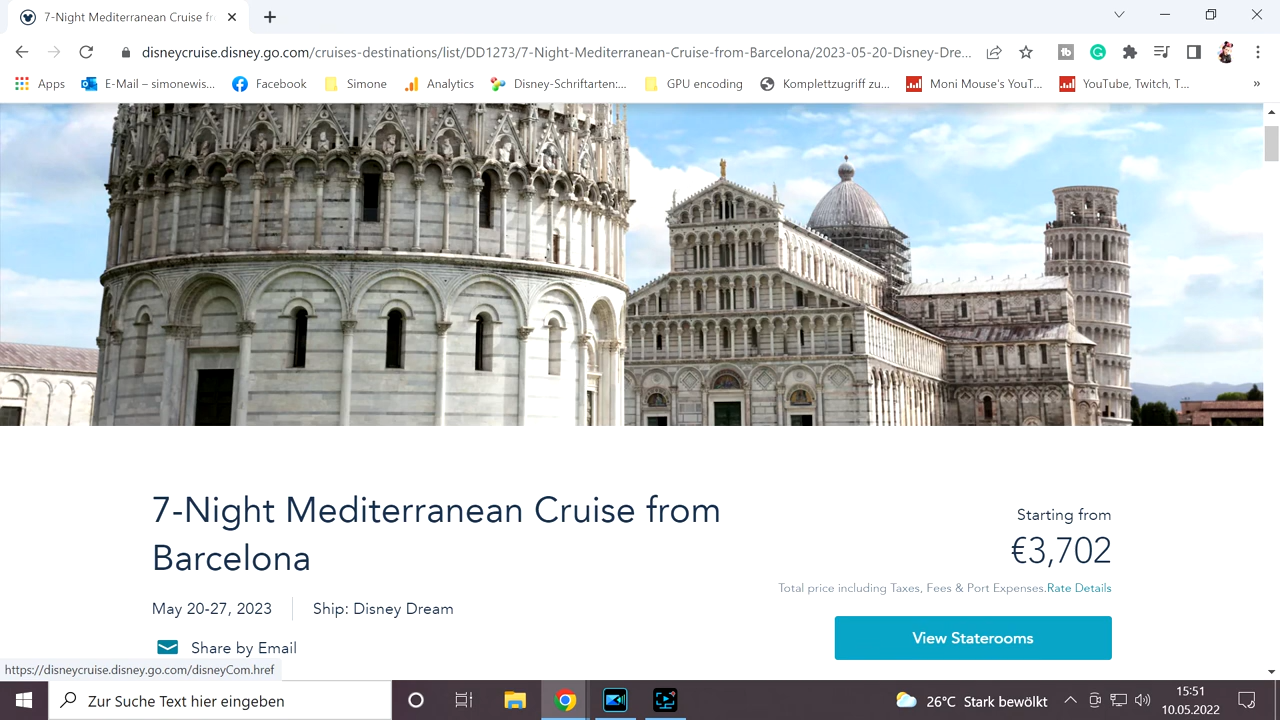 7-Night Mediterranean Cruise fr
disneycruise.disney.go.com/cruises-destinations/list/DD1273/7-Night-Mediterranean-Cruise-from-Barcelona/2023-05-20-Disney-Dre...
Apps E-Mail – simonewis... Facebook Simone Analytics Disney-Schriftarten:... GPU encoding Komplettzugriff zu... Moni Mouse's YouT... YouTube, Twitch, T... »
7-Night Mediterranean Cruise from
Barcelona
May 20-27, 2023 Ship: Disney Dream
Share by Email
Starting from
€3,702
Total price including Taxes, Fees & Port Expenses.Rate Details
View Staterooms
https://disneycruise.disney.go.com/disneyCom.href
Zur Suche Text hier eingeben
26°C Stark bewölkt
15:51
10.05.2022